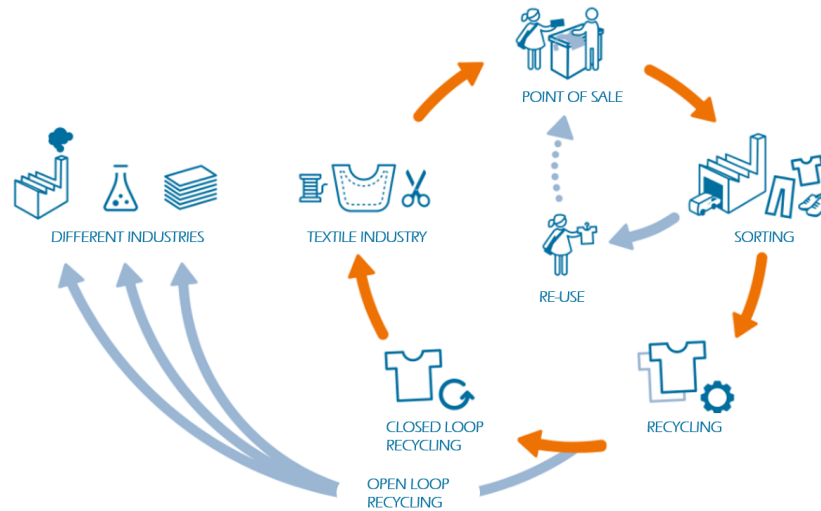 POINT OF SALE
DIFFERENT INDUSTRIES
TEXTILE INDUSTRY
SORTING
RE-USE
CLOSED LOOP
RECYCLING
RECYCLING
OPEN LOOP
RECYCLING